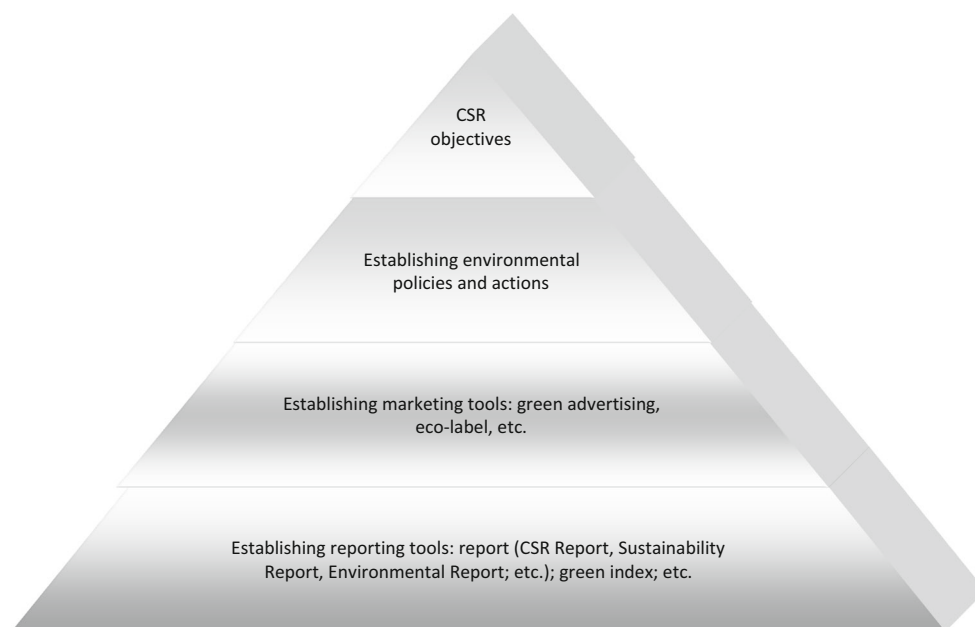 CSR
objectives
Establishing environmental
policies and actions
Establishing marketing tools: green advertising,
eco-label, etc.
Establishing reporting tools: report (CSR Report, Sustainability
Report, Environmental Report; etc.); green index; etc.